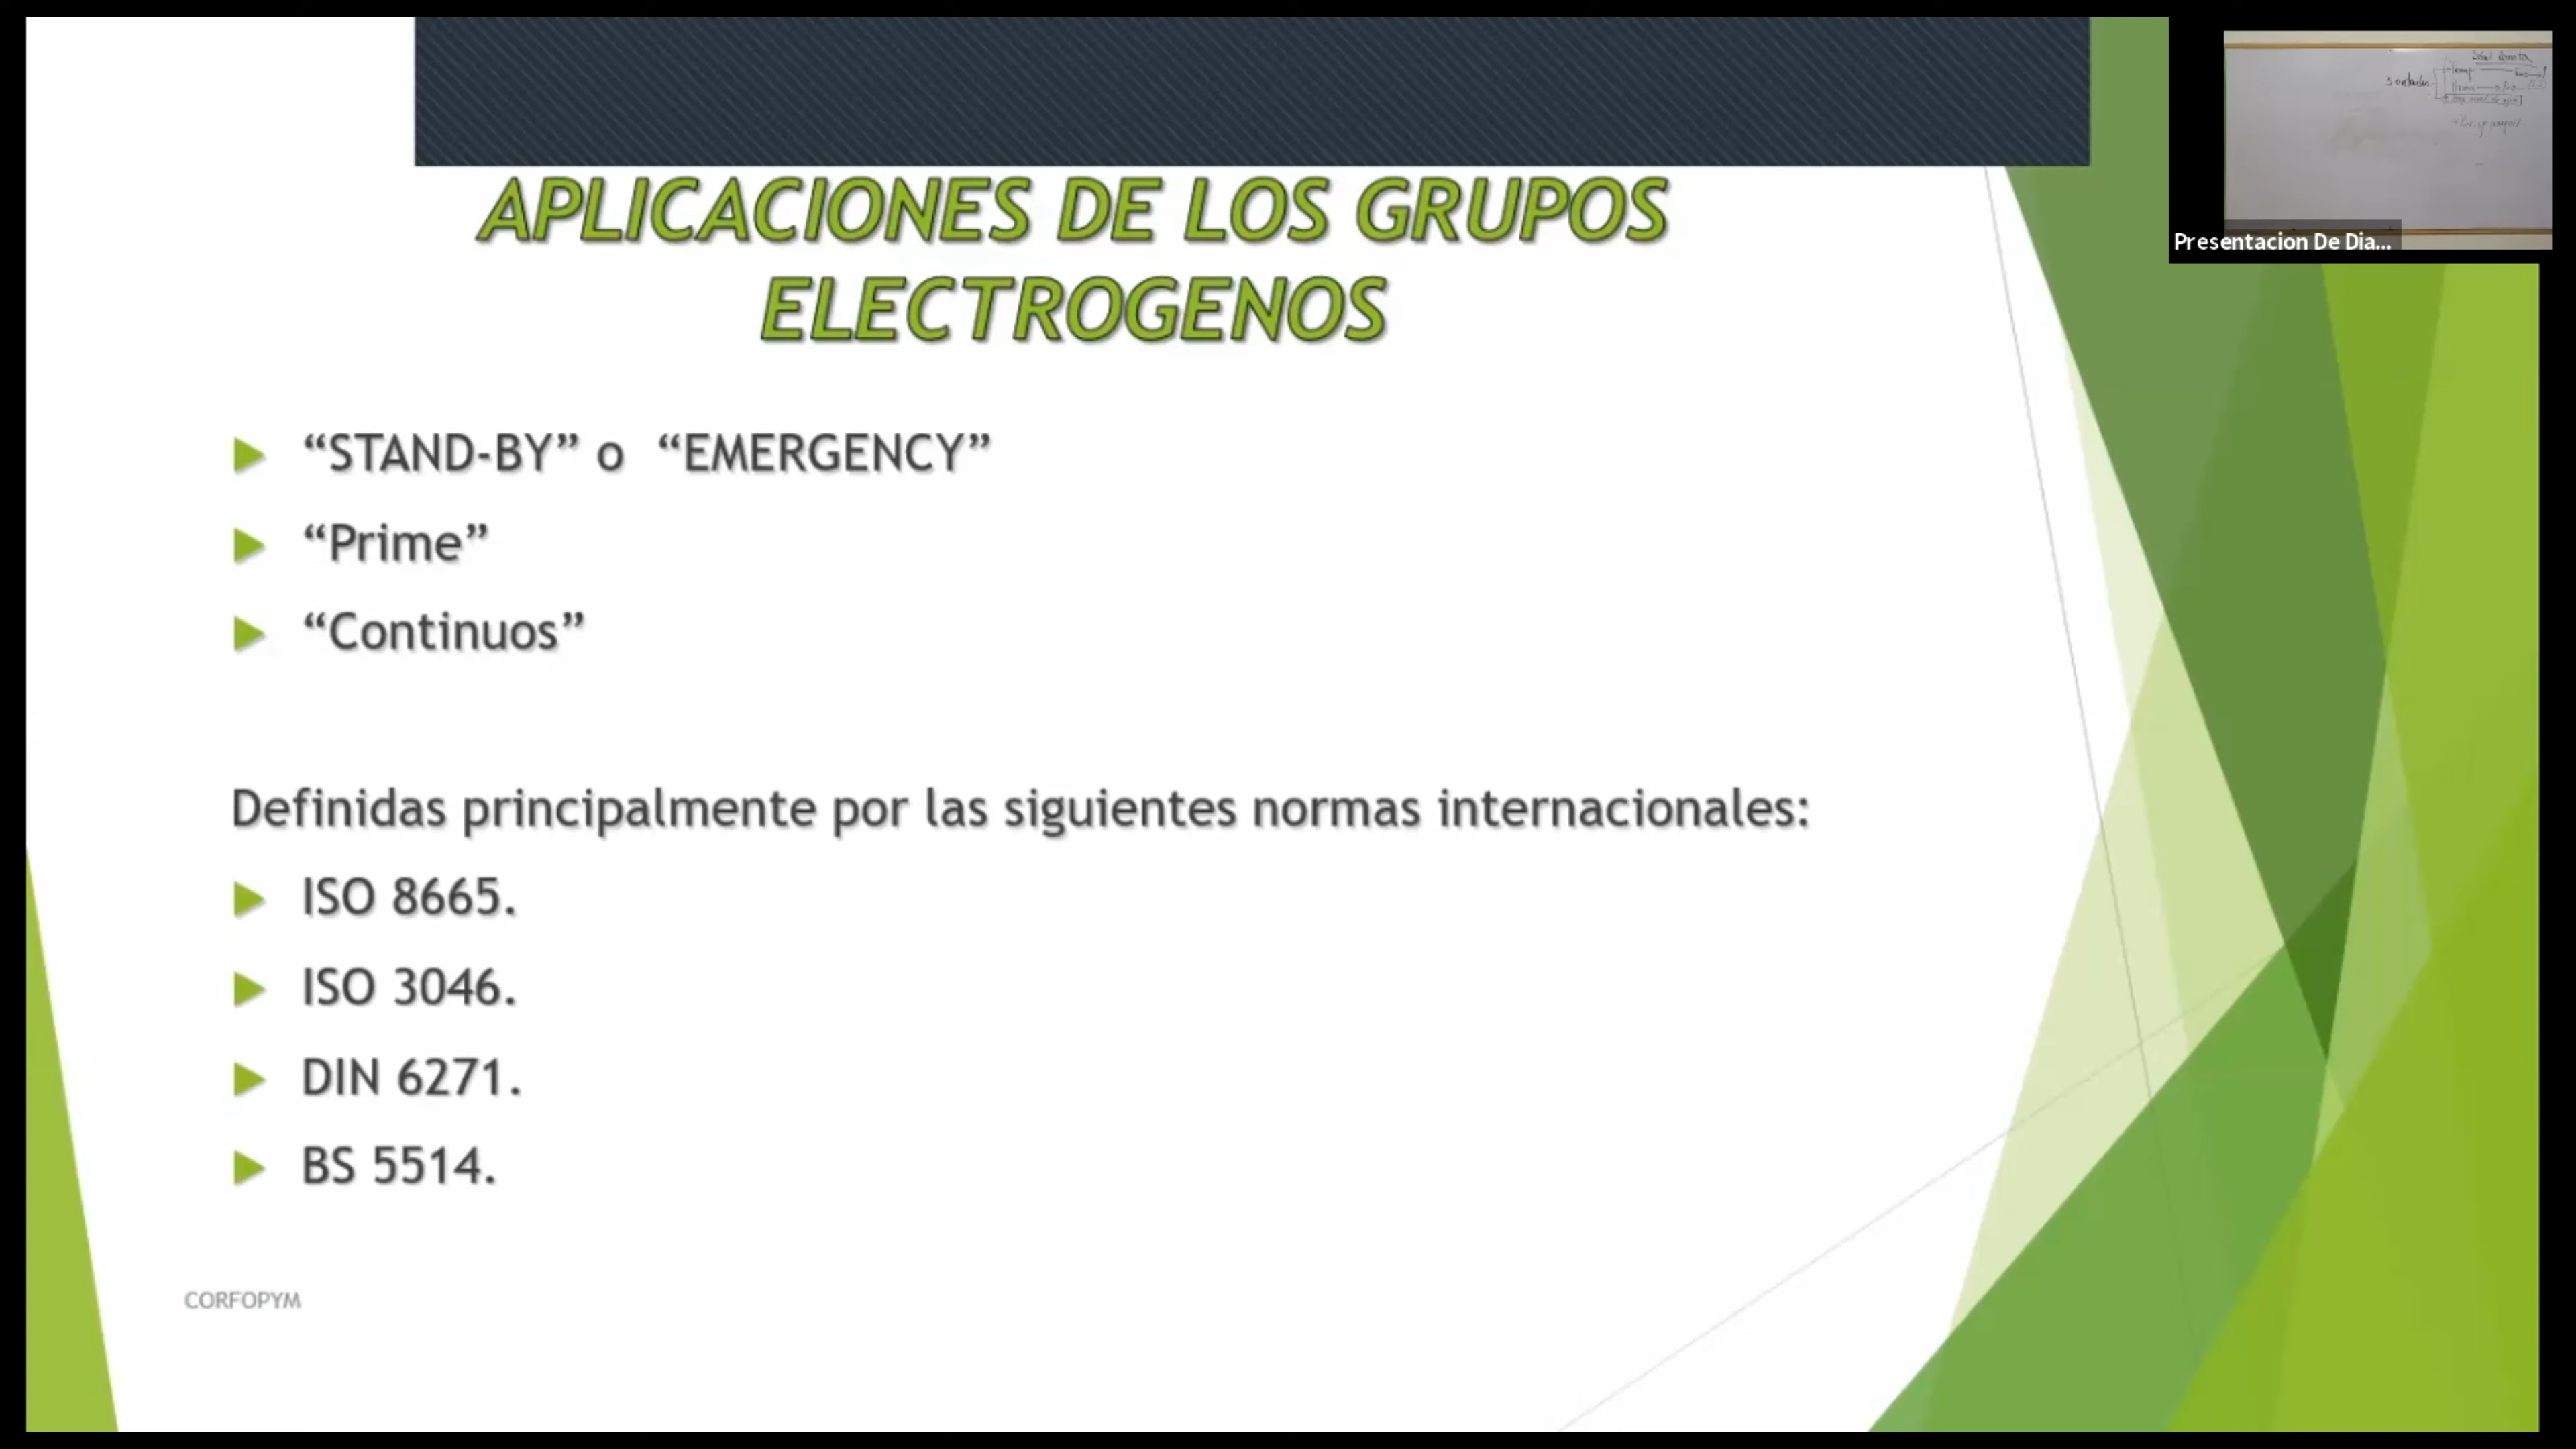 APLICACIONES DE LOS GRUPOS
ELECTROGENOS
“STAND-BY” o “EMERGENCY”
“Prime”
“Continuos”
Definidas principalmente por las siguientes normas internacionales:
ISO 8665.
ISO 3046.
DIN 6271.
BS 5514.
CORFOPYM
Presentacion De Dia...